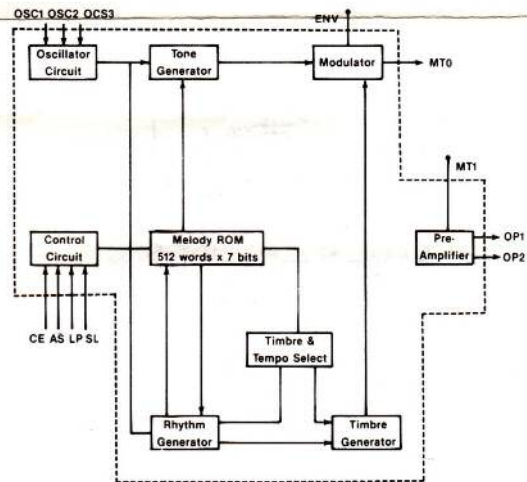 OSC1 OSC2 OCS3
ENV
Oscillator
Circuit
Tone
Generator
Modulator
MT0
MT1
Control
Circuit
Melody ROM
512 words x 7 bits
Pre-
Amplifier
OP1
OP2
CE AS LP SL
Timbre &
Tempo Select
Rhythm
Generator
Timbre
Generator